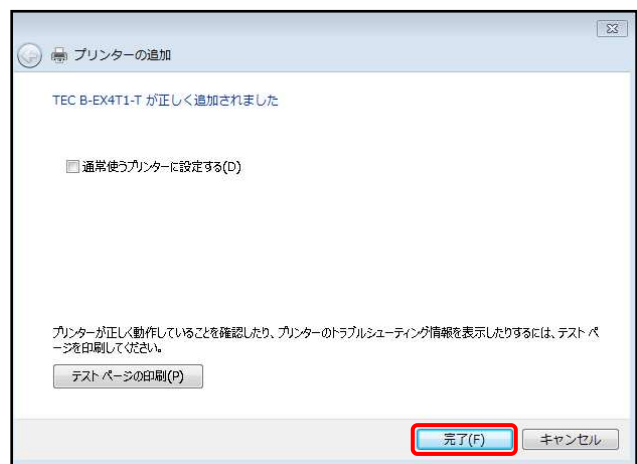 プリンターの追加
TEC B-EX4T1-T が正しく追加されました
通常使うプリンターに設定する(D)
プリンターが正しく動作していることを確認したり、プリンターのトラブルシューティング情報を表示したりするには、テスト ペ
ージを印刷してください。
テスト ページの印刷(P)
完了(F)
キャンセル